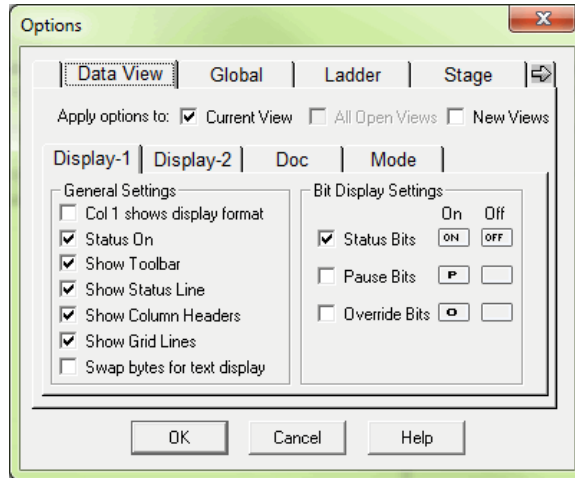 Options
Data View Global Ladder Stage
Apply options to: Current View All Open Views New Views
Display-1 Display-2 Doc Mode
General Settings
Col 1 shows display format
Status On
Show Toolbar
Show Status Line
Show Column Headers
Show Grid Lines
Swap bytes for text display
Bit Display Settings
On Off
Status Bits ON OFF
Pause Bits P
Override Bits O
OK Cancel Help